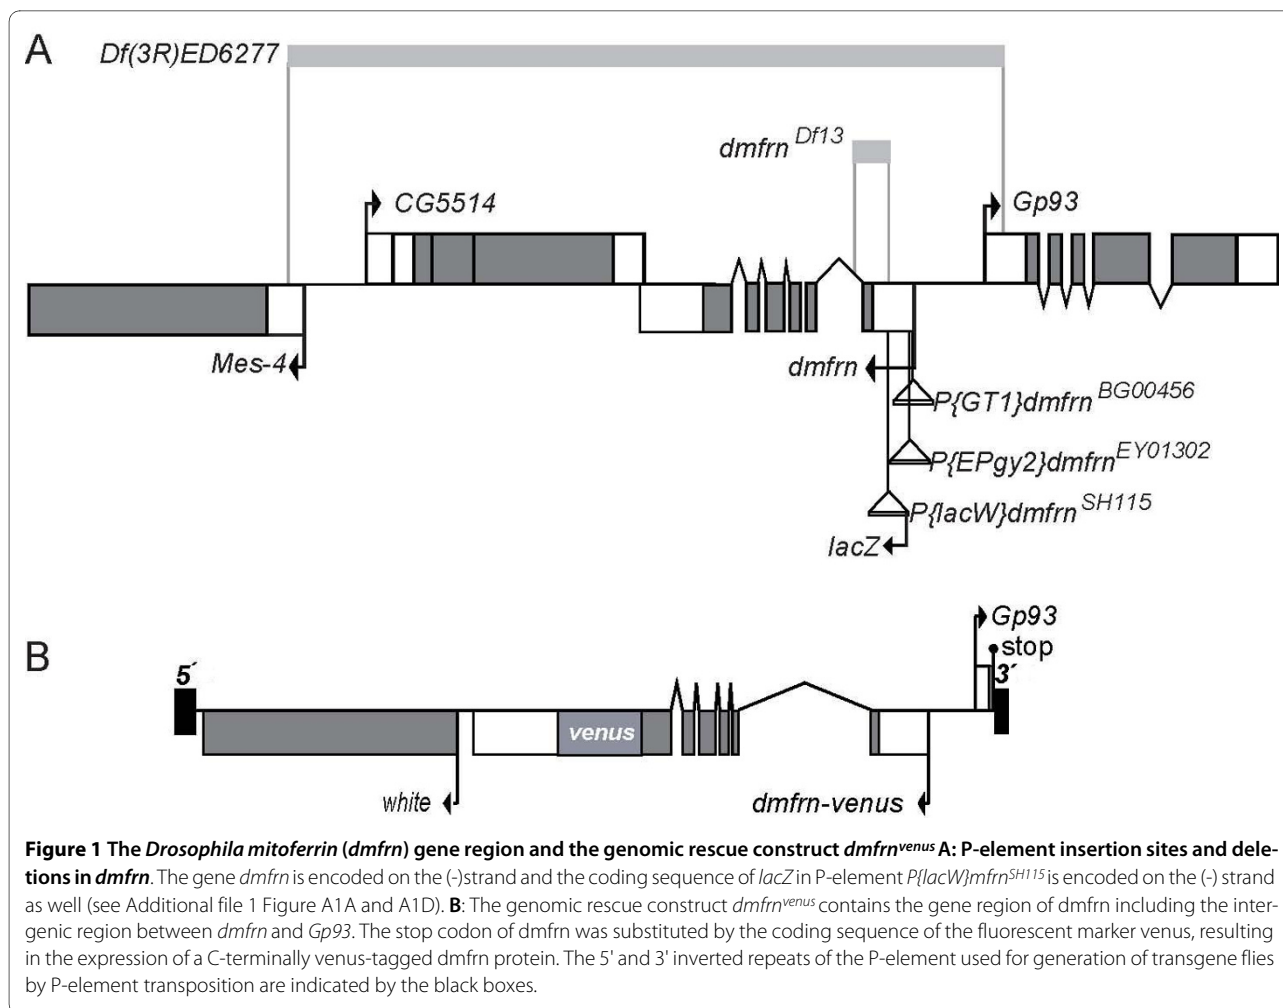 A
Df(3R)ED6277
dmfrn Df13
CG5514
Gp93
Mes-4
dmfrn
P{GT1}dmfrn BG00456
P{EPgy2}dmfrn EY01302
P{lacW}dmfrn SH115
lacZ
B
Gp93
stop
5´
3´
venus
white
dmfrn-venus
Figure 1 The Drosophila mitoferrin (dmfrn) gene region and the genomic rescue construct dmfrnvenus A: P-element insertion sites and dele-
tions in dmfrn. The gene dmfrn is encoded on the (-)strand and the coding sequence of lacZ in P-element P{lacW}mfrnSH115 is encoded on the (-) strand
as well (see Additional file 1 Figure A1A and A1D). B: The genomic rescue construct dmfrnvenus contains the gene region of dmfrn including the inter-
genic region between dmfrn and Gp93. The stop codon of dmfrn was substituted by the coding sequence of the fluorescent marker venus, resulting
in the expression of a C-terminally venus-tagged dmfrn protein. The 5' and 3' inverted repeats of the P-element used for generation of transgene flies
by P-element transposition are indicated by the black boxes.